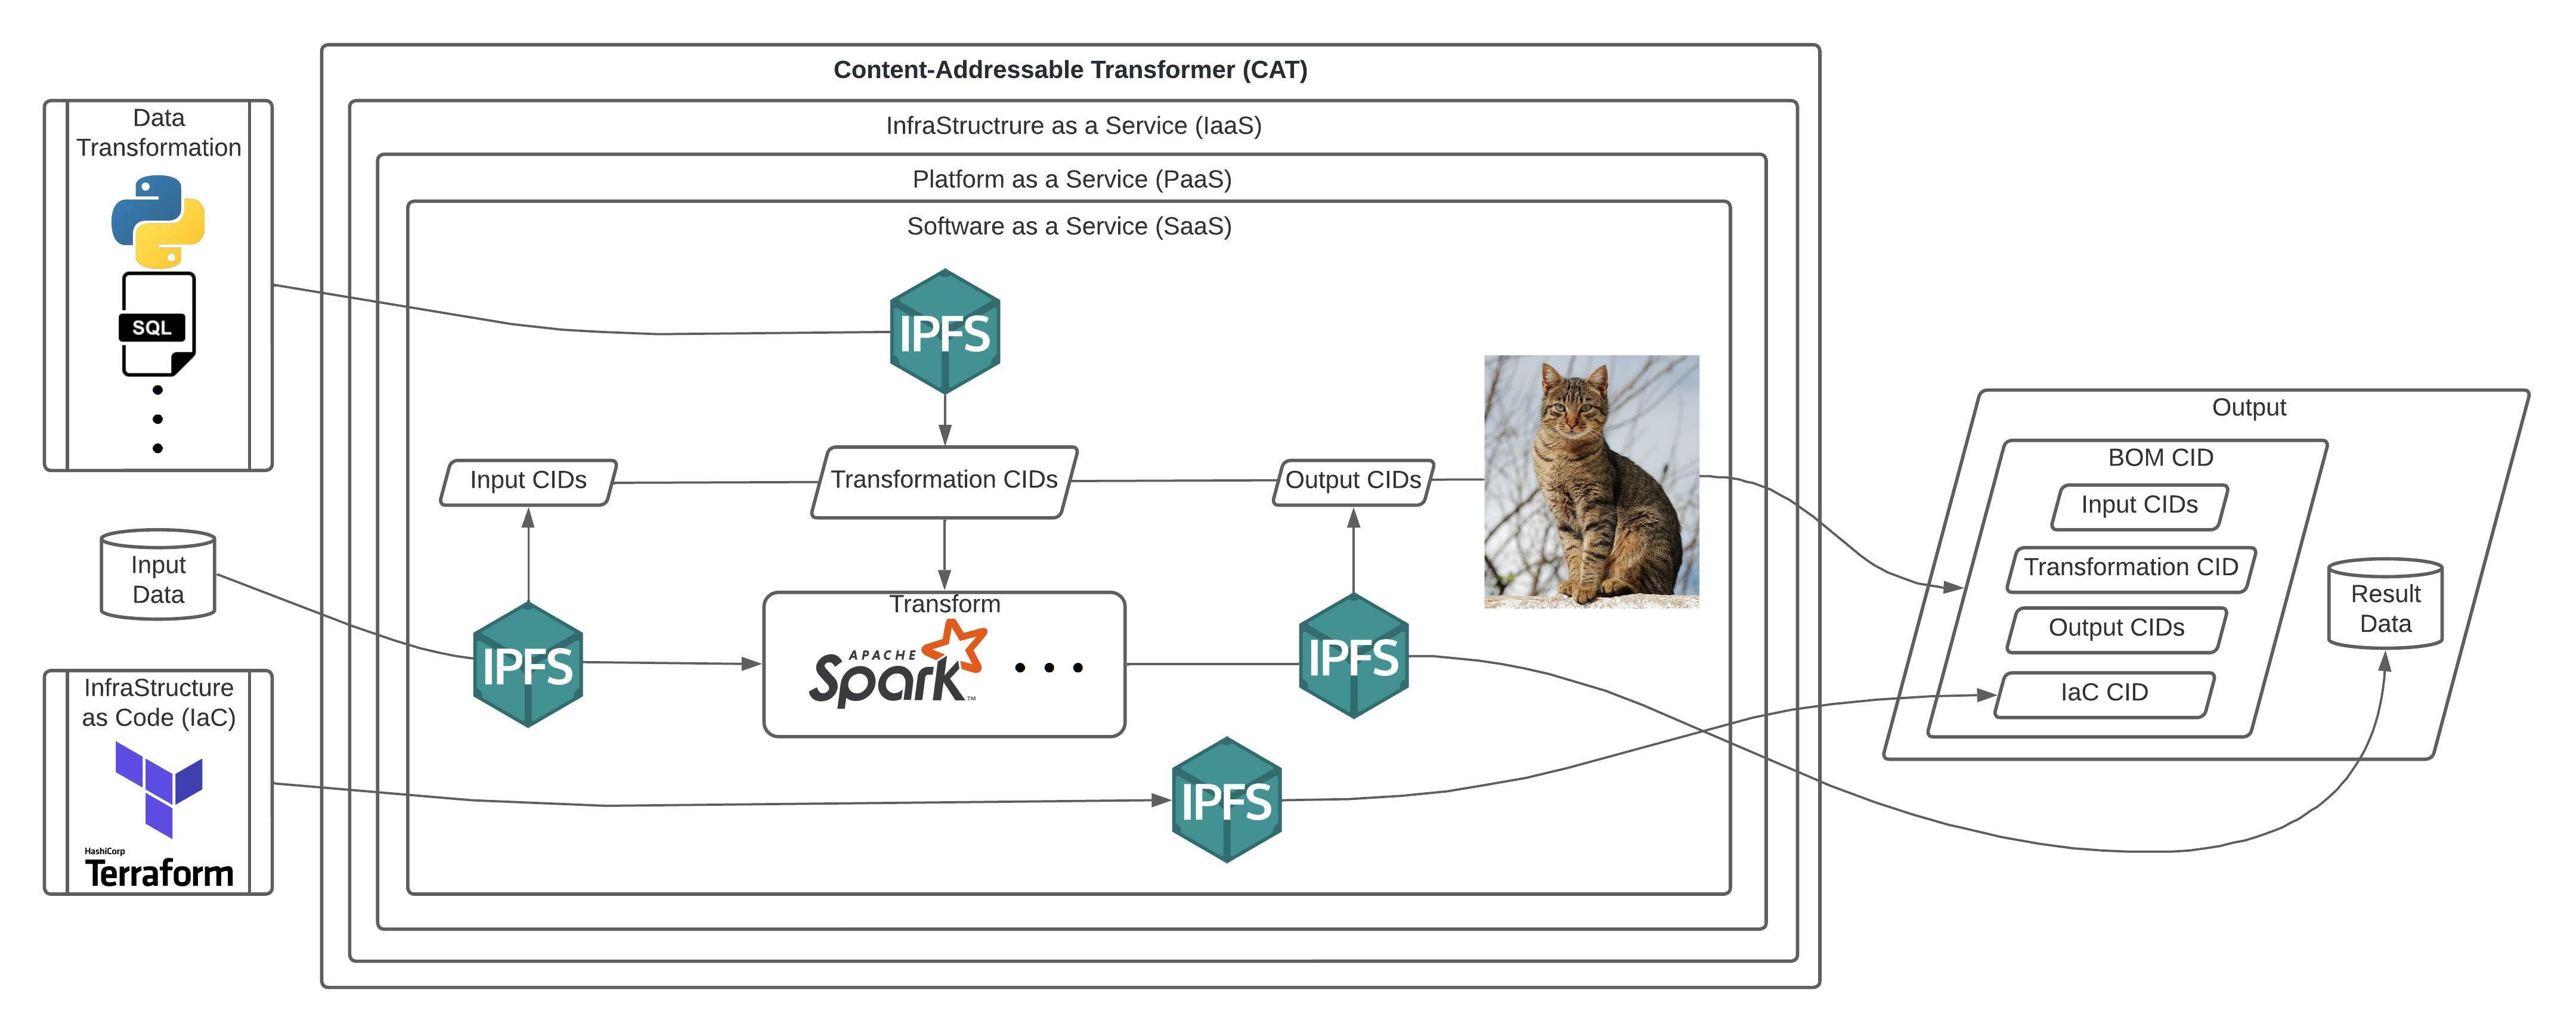 Content-Addressable Transformer (CAT)
InfraStructrure as a Service (IaaS)
Platform as a Service (PaaS)
Software as a Service (SaaS)
Data
Transformation
SQL
Input
Data
InfraStructure
as Code (IaC)
HashiCorp
Terraform
IPFS
Input CIDs
Transformation CIDs
Output CIDs
IPFS
Transform
APACHE
Spark™
IPFS
IPFS
Output
BOM CID
Input CIDs
Transformation CID
Output CIDs
IaC CID
Result
Data